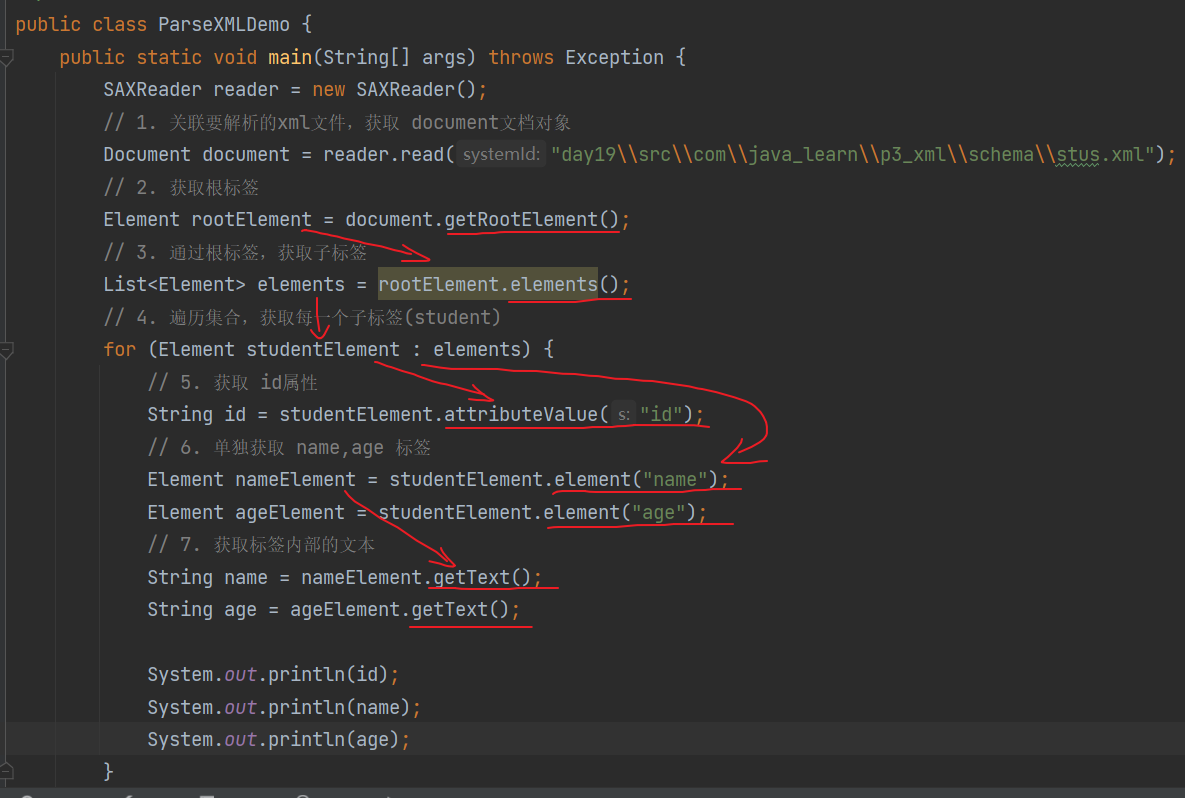 public class ParseXMLDemo {
public static void main(String[] args) throws Exception {
SAXReader reader = new SAXReader();
// 1. 关联要解析的xml文件，获取 document文档对象
Document document = reader.read( systemId: "day19\\src\\com\\java_learn\\p3_xml\\schema\\stus.xml");
// 2. 获取根标签
Element rootElement = document.getRootElement();
// 3. 通过根标签，获取子标签
List<Element> elements = rootElement.elements();
// 4. 遍历集合，获取每一个子标签(student)
for (Element studentElement : elements) {
// 5. 获取 id属性
String id = studentElement.attributeValue( s: "id");
// 6. 单独获取 name,age 标签
Element nameElement = studentElement.element("name");
Element ageElement = studentElement.element("age");
// 7. 获取标签内部的文本
String name = nameElement.getText();
String age = ageElement.getText();
System.out.println(id);
System.out.println(name);
System.out.println(age);
}